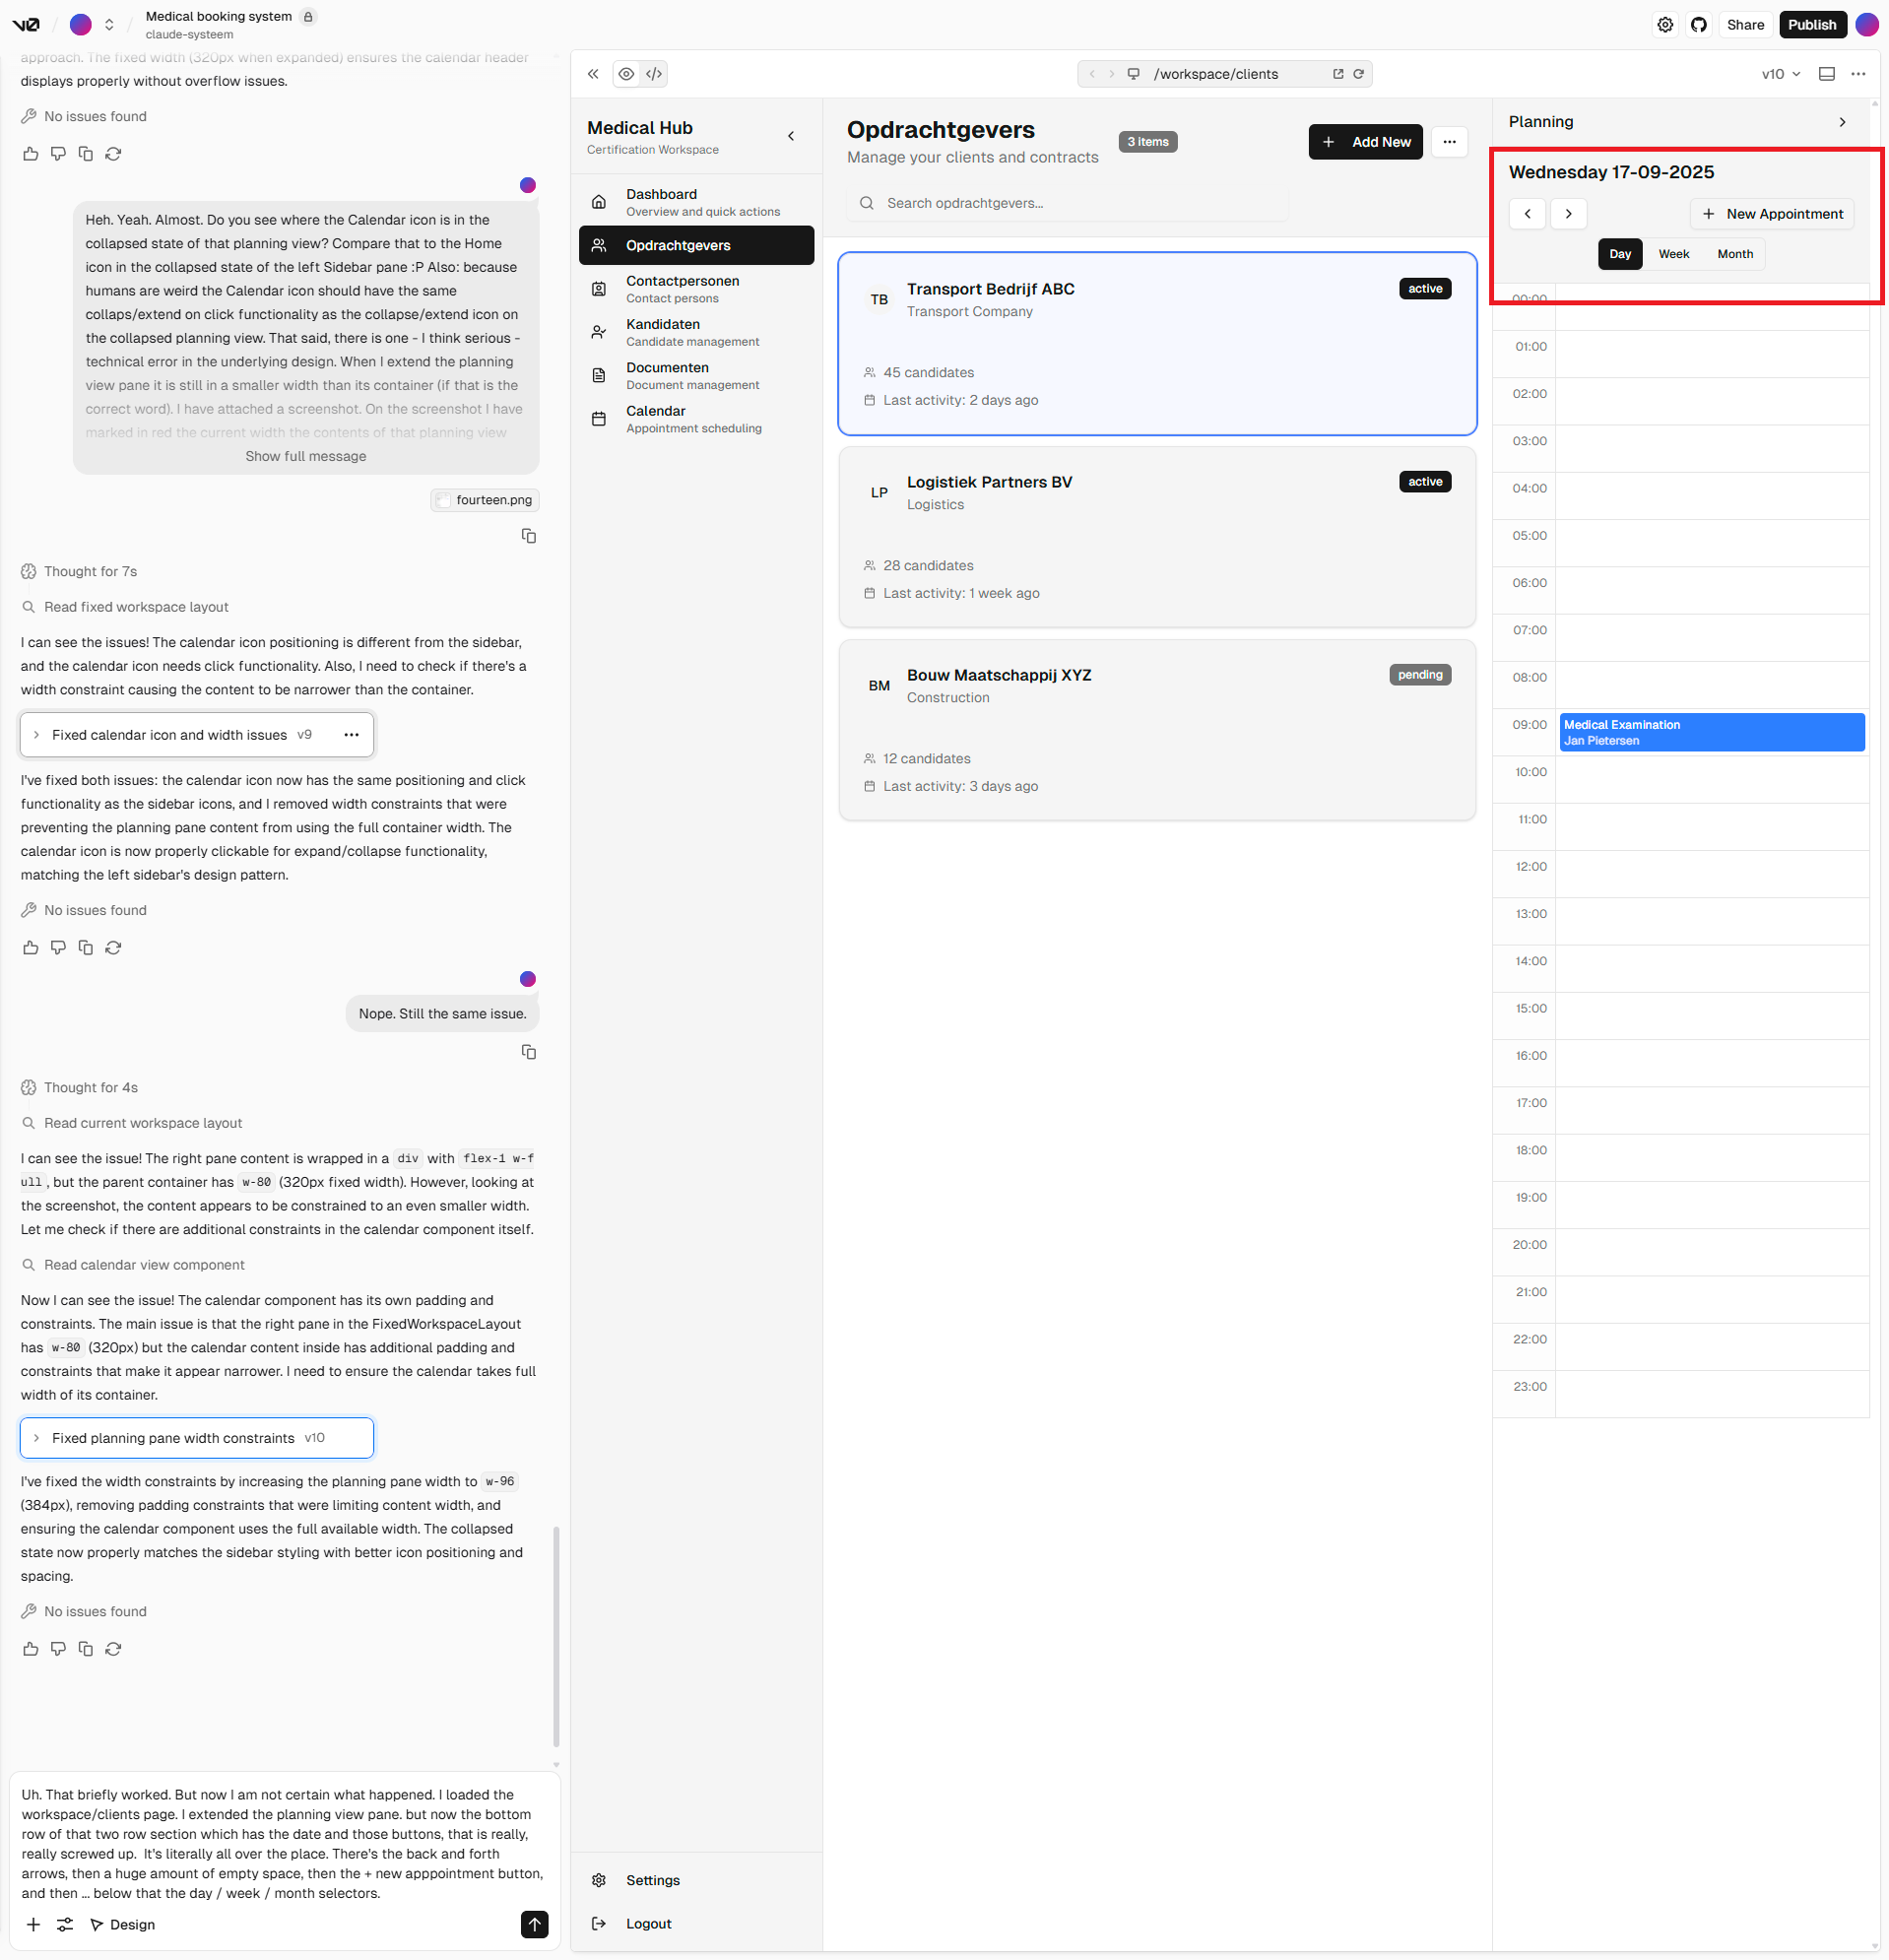 v0
Medical booking system
claude-systeem
Share
Publish
approach. The fixed width (320px when expanded) ensures the calendar header
displays properly without overflow issues.
No issues found
Heh. Yeah. Almost. Do you see where the Calendar icon is in the
collapsed state of that planning view? Compare that to the Home
icon in the collapsed state of the left Sidebar pane :P Also: because
humans are weird the Calendar icon should have the same
collaps/extend on click functionality as the collapse/extend icon on
the collapsed planning view. That said, there is one - I think serious -
technical error in the underlying design. When I extend the planning
view pane it is still in a smaller width than its container (if that is the
correct word). I have attached a screenshot. On the screenshot I have
marked in red the current width the contents of that planning view
Show full message
fourteen.png
Thought for 7s
Read fixed workspace layout
I can see the issues! The calendar icon positioning is different from the sidebar,
and the calendar icon needs click functionality. Also, I need to check if there's a
width constraint causing the content to be narrower than the container.
Fixed calendar icon and width issues v9
I've fixed both issues: the calendar icon now has the same positioning and click
functionality as the sidebar icons, and I removed width constraints that were
preventing the planning pane content from using the full container width. The
calendar icon is now properly clickable for expand/collapse functionality,
matching the left sidebar's design pattern.
No issues found
Nope. Still the same issue.
Thought for 4s
Read current workspace layout
I can see the issue! The right pane content is wrapped in a div with flex-1 w-f
ull, but the parent container has w-80 (320px fixed width). However, looking at
the screenshot, the content appears to be constrained to an even smaller width.
Let me check if there are additional constraints in the calendar component itself.
Read calendar view component
Now I can see the issue! The calendar component has its own padding and
constraints. The main issue is that the right pane in the FixedWorkspaceLayout
has w-80 (320px) but the calendar content inside has additional padding and
constraints that make it appear narrower. I need to ensure the calendar takes full
width of its container.
Fixed planning pane width constraints v10
I've fixed the width constraints by increasing the planning pane width to w-96
(384px), removing padding constraints that were limiting content width, and
ensuring the calendar component uses the full available width. The collapsed
state now properly matches the sidebar styling with better icon positioning and
spacing.
No issues found
Uh. That briefly worked. But now I am not certain what happened. I loaded the
workspace/clients page. I extended the planning view pane. but now the bottom
row of that two row section which has the date and those buttons, that is really,
really screwed up.  It's literally all over the place. There's the back and forth
arrows, then a huge amount of empty space, then the + new apppointment button,
and then … below that the day / week / month selectors.
Design
/workspace/clients
v10
Medical Hub
Certification Workspace
Dashboard
Overview and quick actions
Opdrachtgevers
Contactpersonen
Contact persons
Kandidaten
Candidate management
Documenten
Document management
Calendar
Appointment scheduling
Settings
Logout
Opdrachtgevers
Manage your clients and contracts
3 items
Add New
Search opdrachtgevers...
TB
Transport Bedrijf ABC
Transport Company
active
45 candidates
Last activity: 2 days ago
LP
Logistiek Partners BV
Logistics
active
28 candidates
Last activity: 1 week ago
BM
Bouw Maatschappij XYZ
Construction
pending
12 candidates
Last activity: 3 days ago
Planning
Wednesday 17-09-2025
New Appointment
Day Week Month
00:00
01:00
02:00
03:00
04:00
05:00
06:00
07:00
08:00
09:00
Medical Examination
Jan Pietersen
10:00
11:00
12:00
13:00
14:00
15:00
16:00
17:00
18:00
19:00
20:00
21:00
22:00
23:00